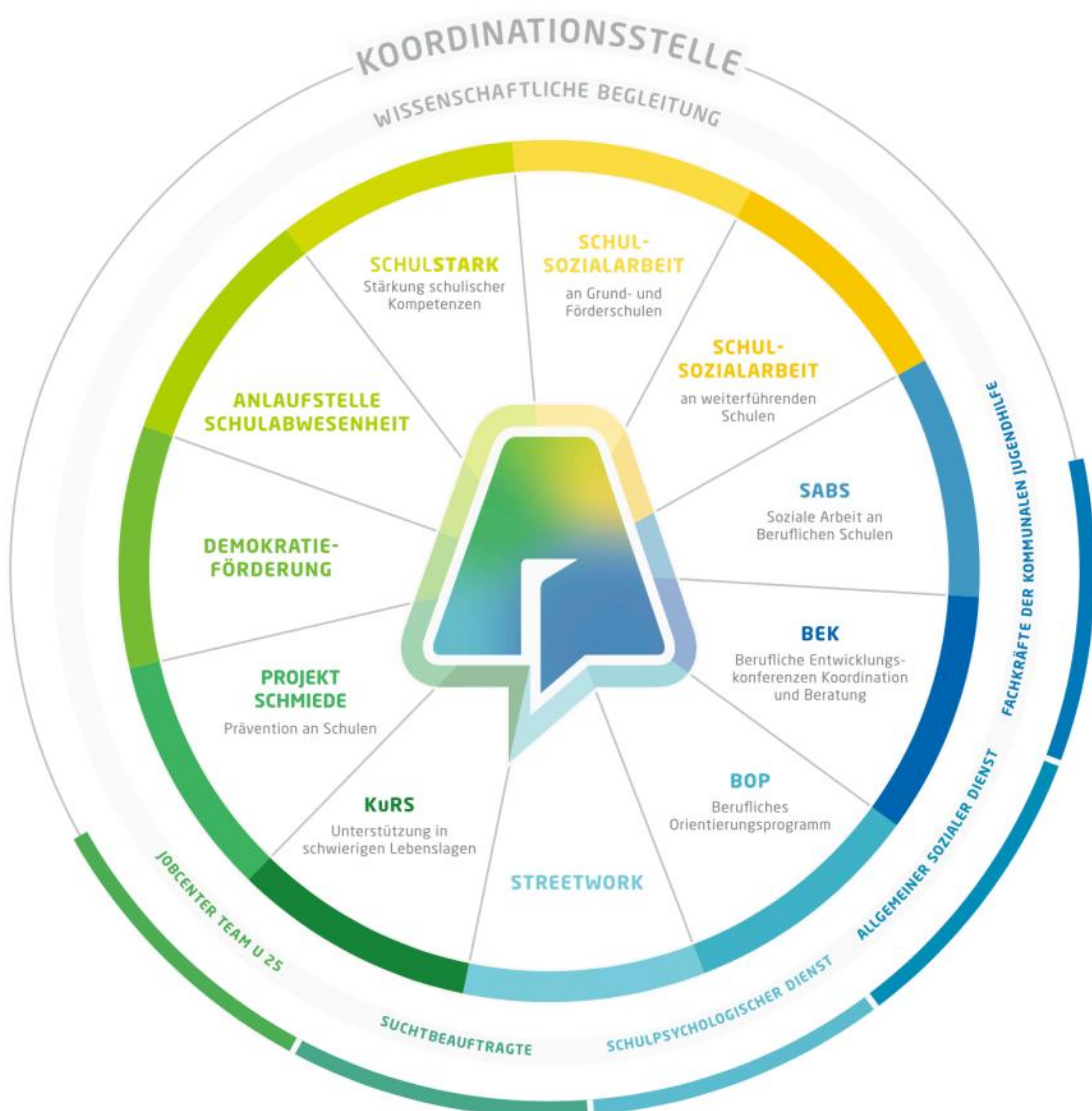 KOORDINATIONSSTELLE
WISSENSCHAFTLICHE BEGLEITUNG
SCHULSTARK
Stärkung schulischer
Kompetenzen
SCHUL-
SOZIALARBEIT
an Grund- und
Förderschulen
SCHUL-
SOZIALARBEIT
an weiterführenden
Schulen
SABS
Soziale Arbeit an
Beruflichen Schulen
BEK
Berufliche Entwicklungs-
konferenzen Koordination
und Beratung
BOP
Berufliches
Orientierungsprogramm
STREETWORK
KuRS
Unterstützung in
schwierigen Lebenslagen
PROJEKT
SCHMIEDE
Prävention an Schulen
DEMOKRATIE-
FÖRDERUNG
ANLAUFSTELLE
SCHULABWESENHEIT
FACHKRÄFTE DER KOMMUNALEN JUGENDHILFE
ALLGEMEINER SOZIALER DIENST
SCHULPSYCHOLOGISCHER DIENST
SUCHTBEAUFTRAGTE
JOBCENTER TEAM U 25